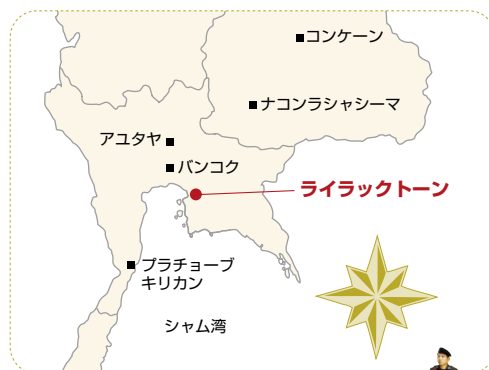 コンケーン
ナコンラシャシーマ
アユタヤ
バンコク
ライラックトーン
プラチョーブ
キリカン
シャム湾